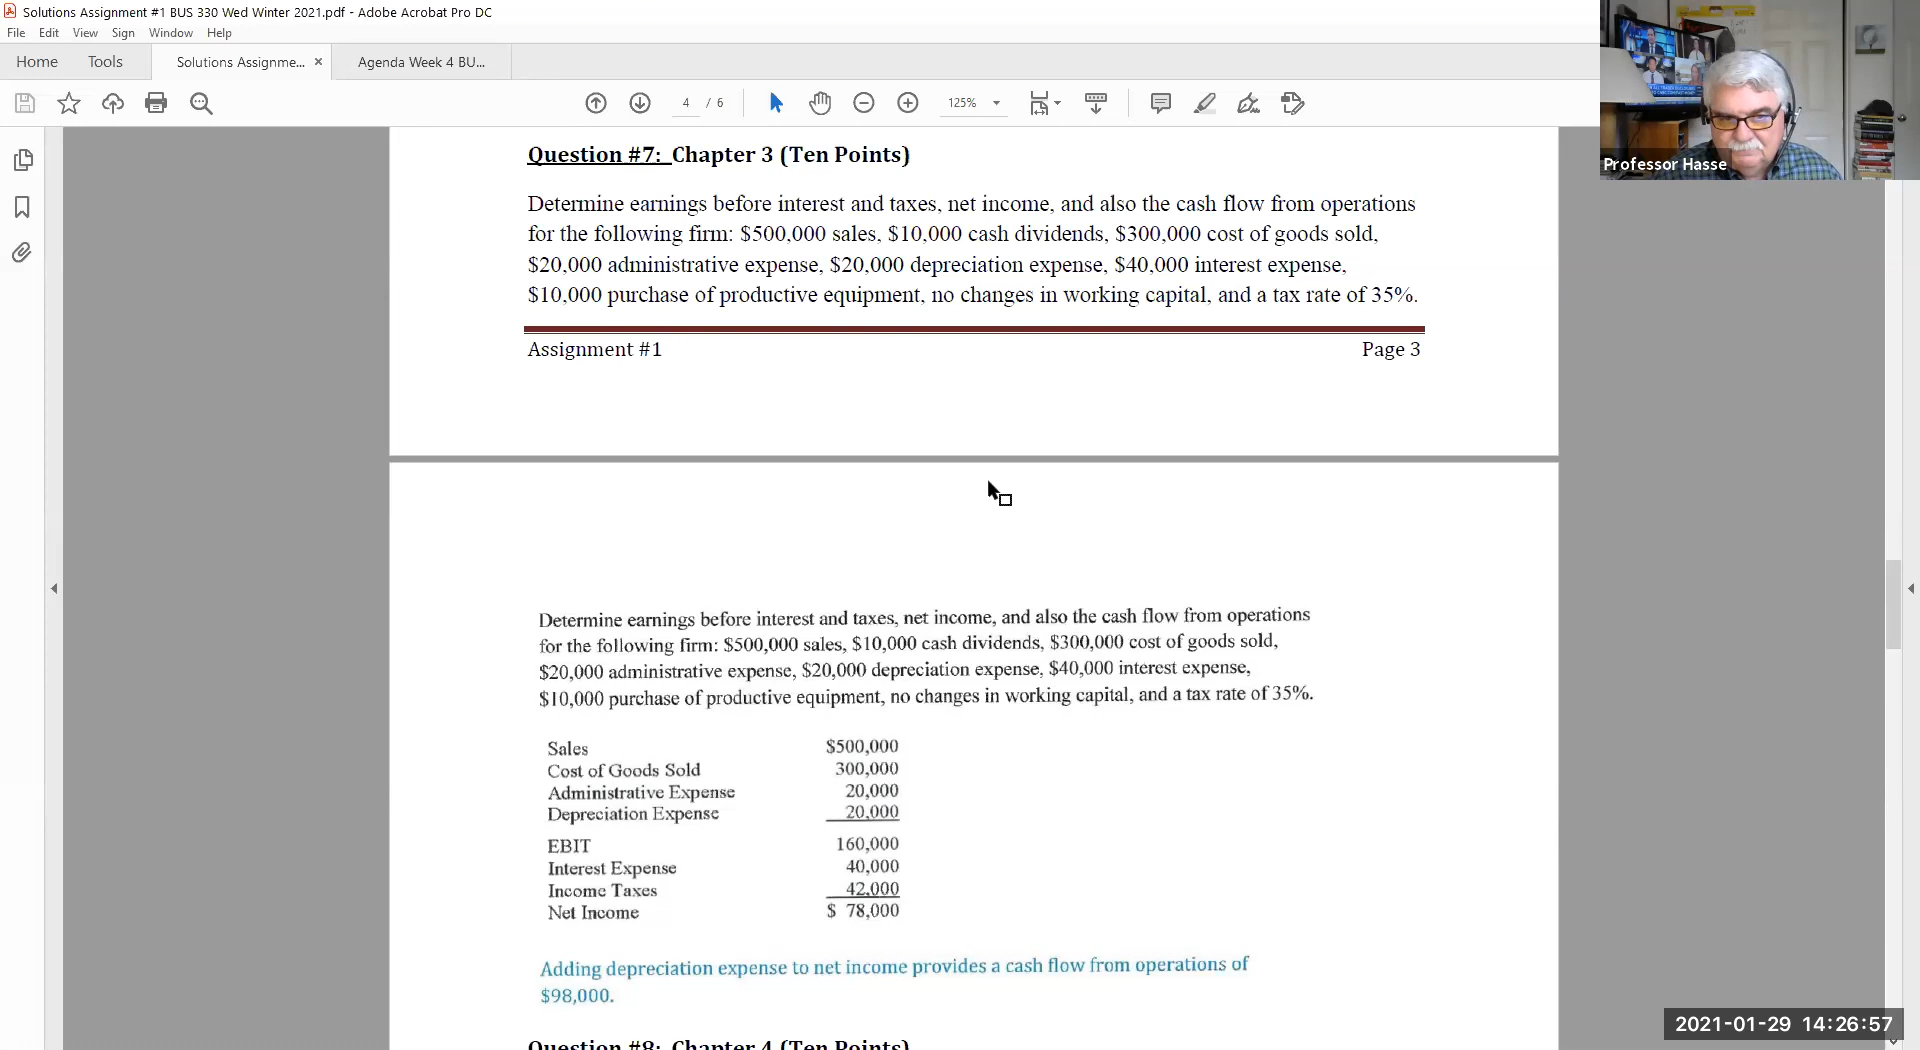 Solutions Assignment #1 BUS 330 Wed Winter 2021.pdf - Adobe Acrobat Pro DC
File Edit View Sign Window Help
Home Tools Solutions Assignme... × Agenda Week 4 BU...
4 / 6 125%
Professor Hasse
Question #7: Chapter 3 (Ten Points)
Determine earnings before interest and taxes, net income, and also the cash flow from operations
for the following firm: $500,000 sales, $10,000 cash dividends, $300,000 cost of goods sold,
$20,000 administrative expense, $20,000 depreciation expense, $40,000 interest expense,
$10,000 purchase of productive equipment, no changes in working capital, and a tax rate of 35%.
Assignment #1 Page 3
Determine earnings before interest and taxes, net income, and also the cash flow from operations
for the following firm: $500,000 sales, $10,000 cash dividends, $300,000 cost of goods sold,
$20,000 administrative expense, $20,000 depreciation expense, $40,000 interest expense,
$10,000 purchase of productive equipment, no changes in working capital, and a tax rate of 35%.
Sales $500,000
Cost of Goods Sold 300,000
Administrative Expense 20,000
Depreciation Expense 20,000
EBIT 160,000
Interest Expense 40,000
Income Taxes 42,000
Net Income $ 78,000
Adding depreciation expense to net income provides a cash flow from operations of
$98,000.
Question #8: Chapter 4 (Ten Points)
2021-01-29 14:26:57